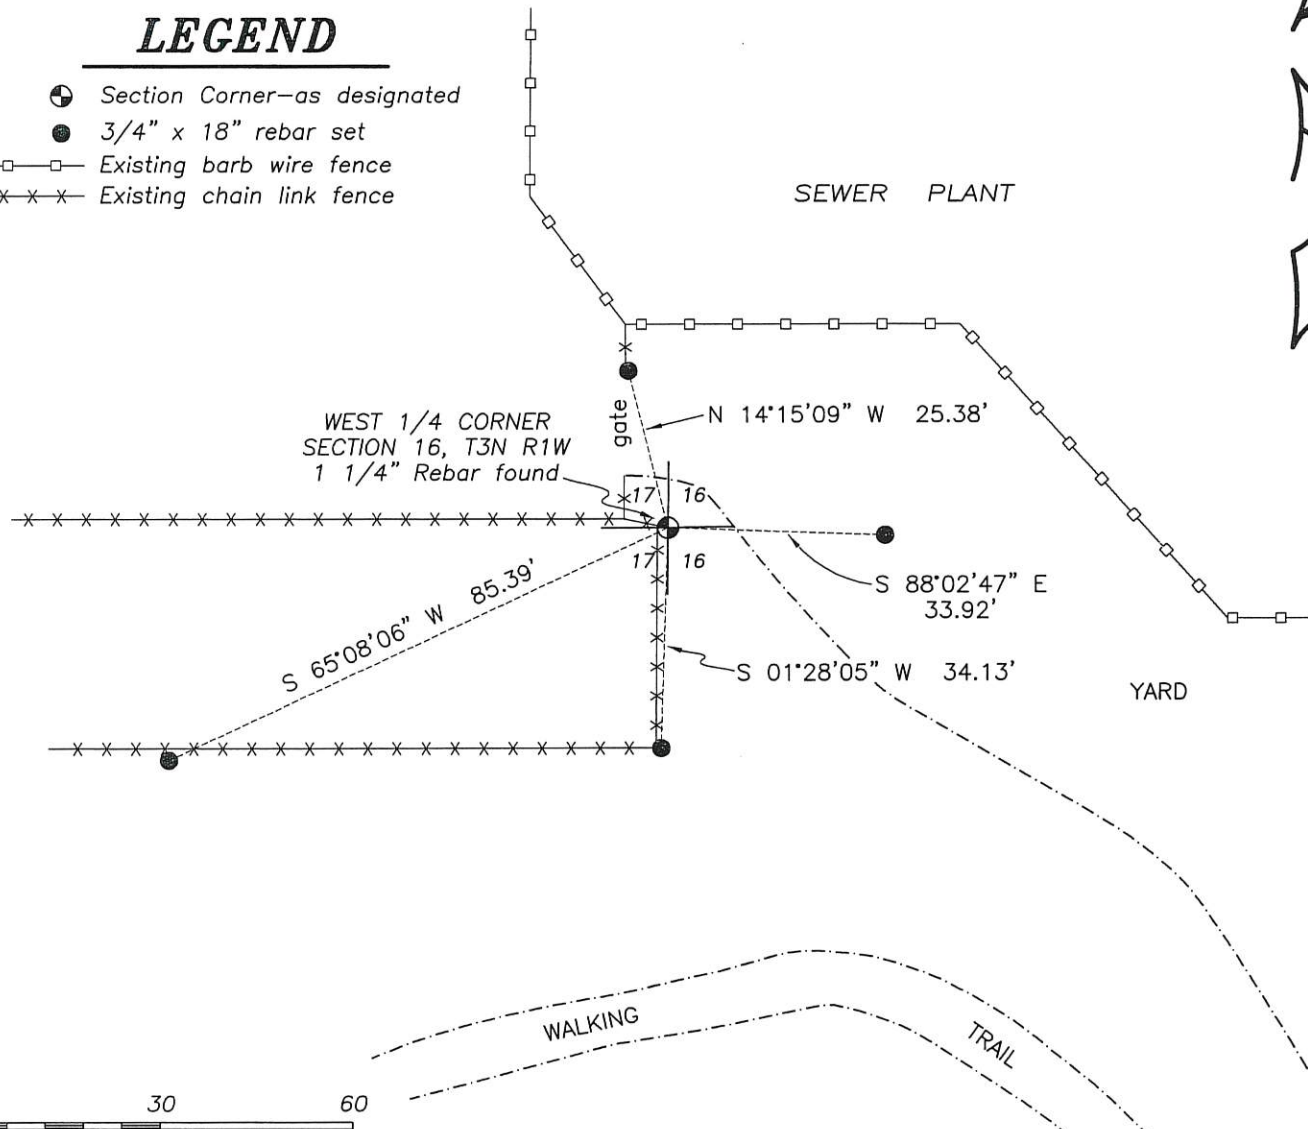 LEGEND
Section Corner-as designated
3/4" x 18" rebar set
Existing barb wire fence
Existing chain link fence
SEWER PLANT
WEST 1/4 CORNER
SECTION 16, T3N R1W
1 1/4" Rebar found
gate
N 14°15'09" W 25.38'
17 16
17 16
S 88°02'47" E
33.92'
S 65°08'06" W 85.39'
S 01°28'05" W 34.13'
YARD
WALKING
TRAIL
30 60